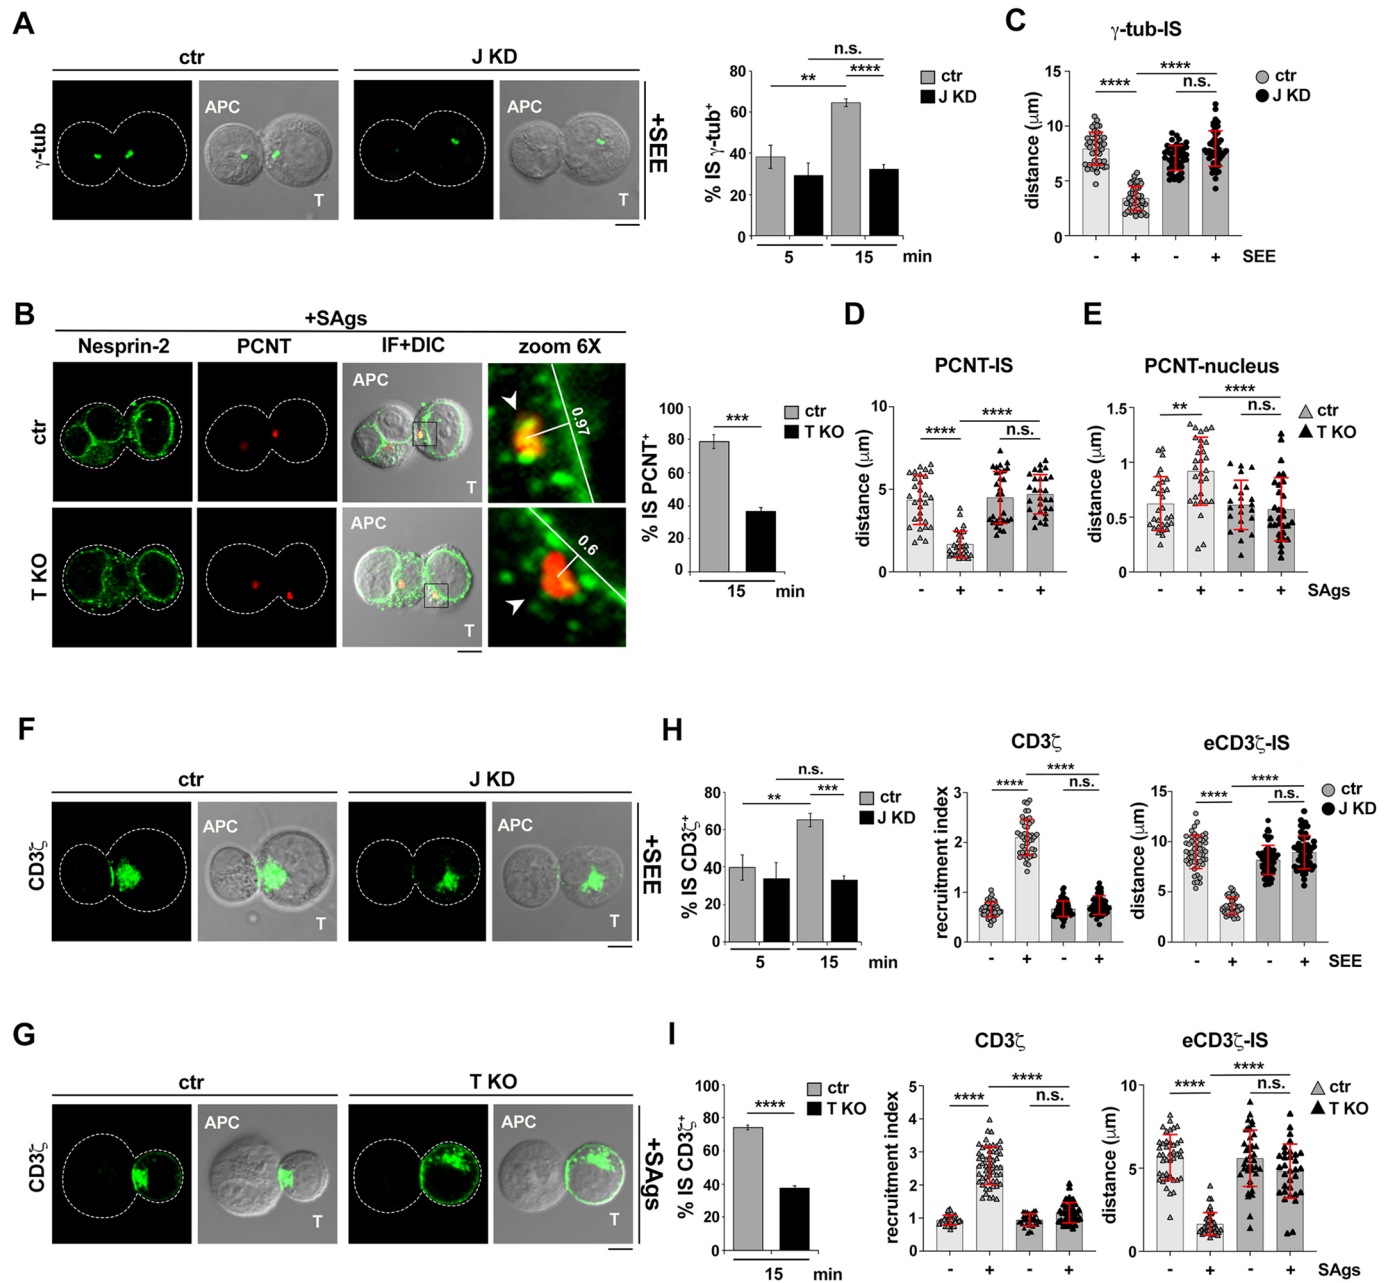 A
ctr
J KD
γ-tub
APC
T
APC
+SEE
n.s.
**
****
ctr
J KD
% IS γ-tub⁺
80
60
40
20
0
5
15
min
C
γ-tub-IS
****
****
n.s.
ctr
J KD
distance (μm)
15
10
5
0
- + - + SEE
B
+SAgs
Nesprin-2
PCNT
IF+DIC
zoom 6X
ctr
APC
T
0.97
T KO
APC
T
0.6
% IS PCNT⁺
100
80
60
40
20
0
***
ctr
T KO
15
min
D
PCNT-IS
****
****
n.s.
distance (μm)
10
5
0
- + - +
E
PCNT-nucleus
****
**
n.s.
ctr
T KO
distance (μm)
1.5
1
0.5
0
- + - + SAgs
F
ctr
J KD
CD3ζ
APC
T
APC
T
+SEE
H
n.s.
**
***
ctr
J KD
% IS CD3ζ⁺
80
60
40
20
0
5
15
min
CD3ζ
****
****
n.s.
recruitment index
3
2
1
0
- + - +
eCD3ζ-IS
****
****
n.s.
ctr
J KD
distance (μm)
15
10
5
0
- + - + SEE
G
ctr
T KO
CD3ζ
APC
T
APC
T
+SAgs
I
****
ctr
T KO
% IS CD3ζ⁺
100
80
60
40
20
0
15
min
CD3ζ
****
****
n.s.
recruitment index
5
4
3
2
1
0
- + - +
eCD3ζ-IS
****
****
n.s.
ctr
T KO
distance (μm)
10
5
0
- + - + SAgs